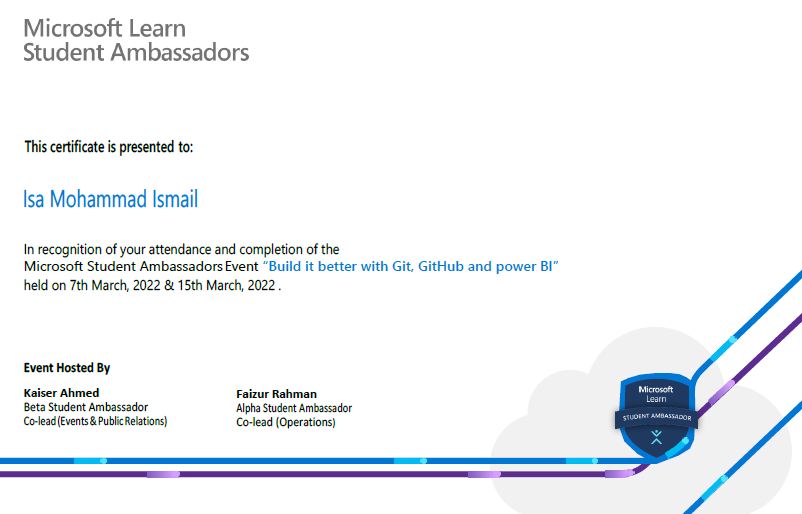 Microsoft Learn
Student Ambassadors
This certificate is presented to:
Isa Mohammad Ismail
In recognition of your attendance and completion of the
Microsoft Student Ambassadors Event “Build it better with Git, GitHub and power BI”
held on 7th March, 2022 & 15th March, 2022 .
Event Hosted By
Kaiser Ahmed
Beta Student Ambassador
Co-lead (Events & Public Relations)
Faizur Rahman
Alpha Student Ambassador
Co-lead (Operations)
Microsoft
Learn
STUDENT AMBASSADOR